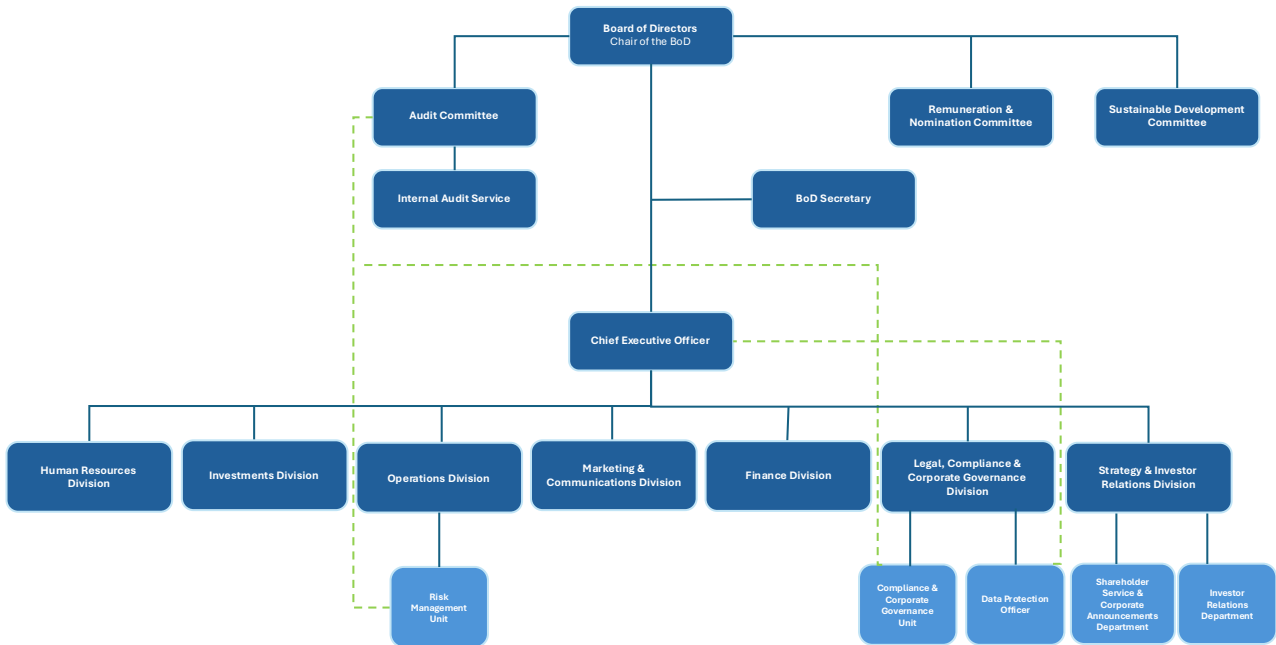 Board of Directors
Chair of the BoD
Audit Committee
Remuneration &
Nomination Committee
Sustainable Development
Committee
Internal Audit Service
BoD Secretary
Chief Executive Officer
Human Resources
Division
Investments Division
Operations Division
Marketing &
Communications Division
Finance Division
Legal, Compliance &
Corporate Governance
Division
Strategy & Investor
Relations Division
Risk
Management
Unit
Compliance &
Corporate
Governance
Unit
Data Protection
Officer
Shareholder
Service &
Corporate
Announcements
Department
Investor
Relations
Department